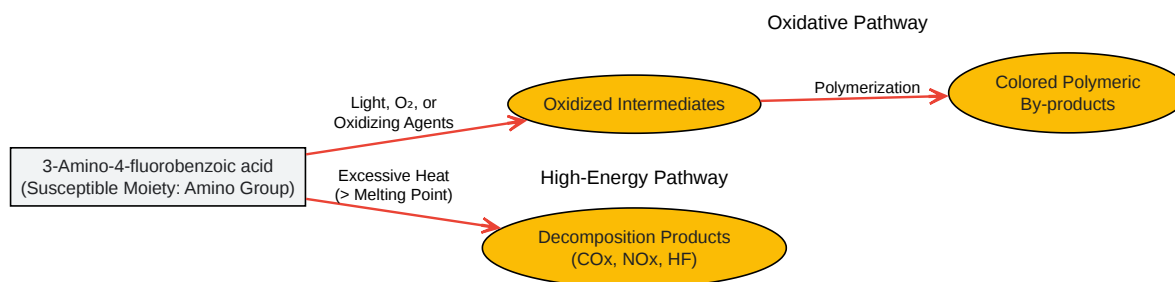 Oxidative Pathway
Light, O₂, or
Oxidizing Agents
Oxidized Intermediates
Polymerization
Colored Polymeric
By-products
3-Amino-4-fluorobenzoic acid
(Susceptible Moiety: Amino Group)
Excessive Heat
(> Melting Point)
High-Energy Pathway
Decomposition Products
(COx, NOx, HF)